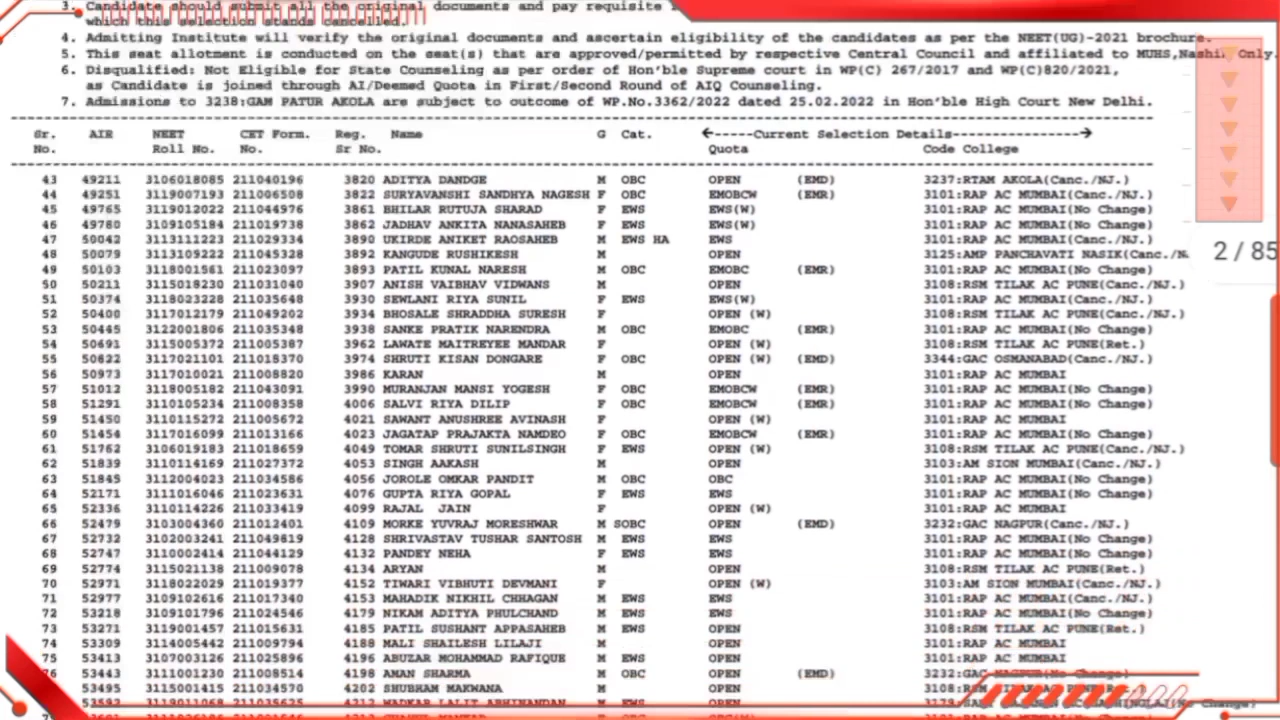 3. Candidate should submit all the original documents and pay requisite
which this selection stands cancelled.
4. Admitting Institute will verify the original documents and ascertain eligibility of the candidates as per the NEET(UG)-2021 brochure.
5. This seat allotment is conducted on the seat(s) that are approved/permitted by respective Central Council and affiliated to MUHS,Nashi Only.
6. Disqualified: Not Eligible for State Counseling as per order of Hon'ble Supreme court in WP(C) 267/2017 and WP(C)820/2021,
as Candidate is joined through AI/Deemed Quota in First/Second Round of AIQ Counseling.
7. Admissions to 3238:GAM PATUR AKOLA are subject to outcome of WP.No.3362/2022 dated 25.02.2022 in Hon'ble High Court New Delhi.
Sr. AIR NEET CET Form. Reg. Name G Cat. <-----Current Selection Details--------------->
No. Roll No. No. Sr No. Quota Code College
43 49211 3106018085 211040196 3820 ADITYA DANDGE M OBC OPEN (EMD) 3237:RTAM AKOLA(Canc./NJ.)
44 49251 3119007193 211006508 3822 SURYAVANSHI SANDHYA NAGESH F OBC EMOBCW (EMR) 3101:RAP AC MUMBAI(Canc./NJ.)
45 49765 3119012022 211044976 3861 BHILAR RUTUJA SHARAD F EWS EWS(W) 3101:RAP AC MUMBAI(No Change)
46 49780 3109105184 211019738 3862 JADHAV ANKITA NANASAHEB F EWS EWS(W) 3101:RAP AC MUMBAI(No Change)
47 50042 3113111223 211029334 3890 UKIRDE ANIKET RAOSAHEB M EWS HA EWS 3101:RAP AC MUMBAI(Canc./NJ.)
48 50079 3113109222 211045328 3892 KANGUDE RUSHIKESH M OPEN 3125:AMP PANCHAVATI NASIK(Canc./N
49 50103 3118001561 211023097 3893 PATIL KUNAL NARESH M OBC EMOBC (EMR) 3101:RAP AC MUMBAI(No Change)
50 50211 3115018230 211031040 3907 ANISH VAIBHAV VIDWANS M OPEN 3108:RSM TILAK AC PUNE(Canc./NJ.)
51 50374 3118023228 211035648 3930 SEWLANI RIYA SUNIL F EWS EWS(W) 3101:RAP AC MUMBAI(Canc./NJ.)
52 50408 3117012179 211049202 3934 BHOSALE SHRADDHA SURESH F OPEN (W) 3108:RSM TILAK AC PUNE(Canc./NJ.)
53 50445 3122001806 211035348 3938 SANKE PRATIK NARENDRA M OBC EMOBC (EMR) 3101:RAP AC MUMBAI(No Change)
54 50691 3115005372 211005387 3962 LAWATE MAITREYEE MANDAR F OPEN (W) 3108:RSM TILAK AC PUNE(Ret.)
55 50822 3117021101 211018370 3974 SHRUTI KISAN DONGARE F OBC OPEN (W) (EMD) 3344:GAC OSMANABAD(Canc./NJ.)
56 50973 3117010021 211008820 3986 KARAN M OPEN 3101:RAP AC MUMBAI
57 51012 3118005182 211043091 3990 MURANJAN MANSI YOGESH F OBC EMOBCW (EMR) 3101:RAP AC MUMBAI(No Change)
58 51291 3110105234 211008358 4006 SALVI RIYA DILIP F OBC EMOBCW (EMR) 3101:RAP AC MUMBAI(No Change)
59 51450 3110115272 211005672 4021 SAWANT ANUSHREE AVINASH F OPEN (W) 3101:RAP AC MUMBAI
60 51454 3117016099 211013166 4023 JAGATAP PRAJAKTA NAMDEO F OBC EMOBCW (EMR) 3101:RAP AC MUMBAI(No Change)
61 51762 3106019183 211018659 4049 TOMAR SHRUTI SUNILSINGH F EWS OPEN (W) 3108:RSM TILAK AC PUNE(Canc./NJ.)
62 51839 3110114169 211027372 4053 SINGH AAKASH M OPEN 3103:AM SION MUMBAI(Canc./NJ.)
63 51845 3112004023 211034586 4056 JOROLE OMKAR PANDIT M OBC OBC 3101:RAP AC MUMBAI(No Change)
64 52171 3111016046 211023631 4076 GUPTA RIYA GOPAL F EWS EWS 3101:RAP AC MUMBAI(No Change)
65 52336 3110114226 211033419 4099 RAJAL JAIN F OPEN (W) 3101:RAP AC MUMBAI
66 52479 3103004360 211012401 4109 MORKE YUVRAJ MORESHWAR M SOBC OPEN (EMD) 3232:GAC NAGPUR(Canc./NJ.)
67 52732 3102003241 211049819 4128 SHRIVASTAV TUSHAR SANTOSH M EWS EWS 3101:RAP AC MUMBAI(No Change)
68 52747 3110002414 211044129 4132 PANDEY NEHA F EWS EWS 3101:RAP AC MUMBAI(No Change)
69 52774 3115021138 211009078 4134 ARYAN M OPEN 3108:RSM TILAK AC PUNE(Ret.)
70 52971 3118022029 211019377 4152 TIWARI VIBHUTI DEVMANI F OPEN (W) 3103:AM SION MUMBAI(Canc./NJ.)
71 52977 3109102616 211017340 4153 MAHADIK NIKHIL CHHAGAN M EWS EWS 3101:RAP AC MUMBAI(Canc./NJ.)
72 53218 3109101796 211024546 4179 NIKAM ADITYA PHULCHAND M EWS EWS 3101:RAP AC MUMBAI(No Change)
73 53271 3119001457 211015631 4185 PATIL SUSHANT APPASAHEB M EWS OPEN 3108:RSM TILAK AC PUNE(Ret.)
74 53309 3114005442 211009794 4188 MALI SHAILESH LILAJI M OPEN 3101:RAP AC MUMBAI
75 53413 3107003126 211025896 4196 ABUZAR MOHAMMAD RAFIQUE M EWS OPEN 3101:RAP AC MUMBAI
76 53443 3111001230 211008518 4198 AMAN SHARMA M OBC OPEN (EMD) 3232:GAC NAGPUR(No Change)
53495 3115001415 211034570 4202 SHUBHAM MAKWANA M OPEN 3108:
WADKAR LALIT ABHINANDAN
2 / 85